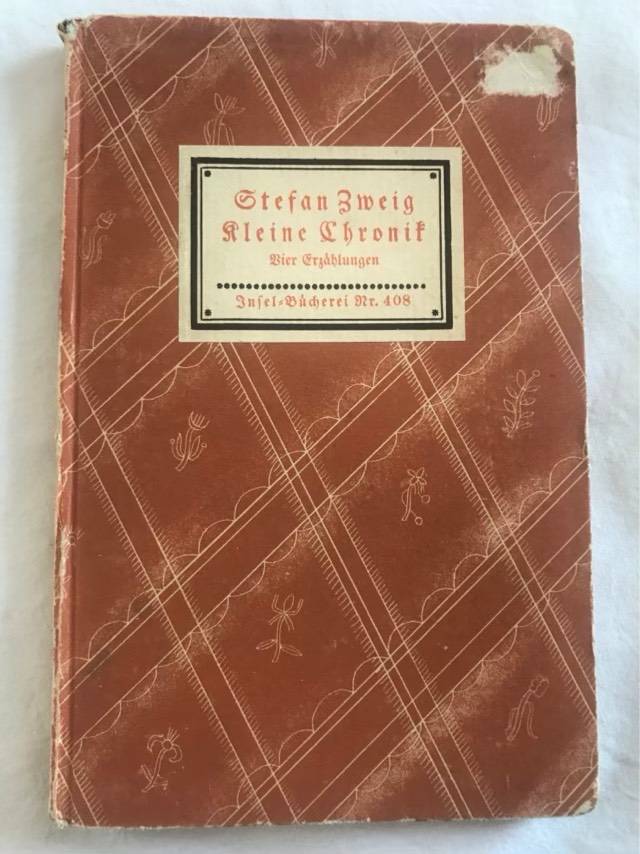 Stefan Zweig
Kleine Chronik
Vier Erzählungen
Insel-Bücherei Nr. 408